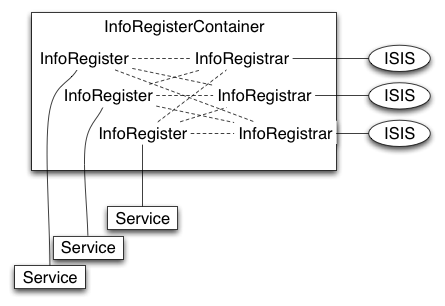 InfoRegisterContainer
InfoRegister InfoRegistrar ISIS
InfoRegister InfoRegistrar ISIS
InfoRegister InfoRegistrar ISIS
Service
Service
Service